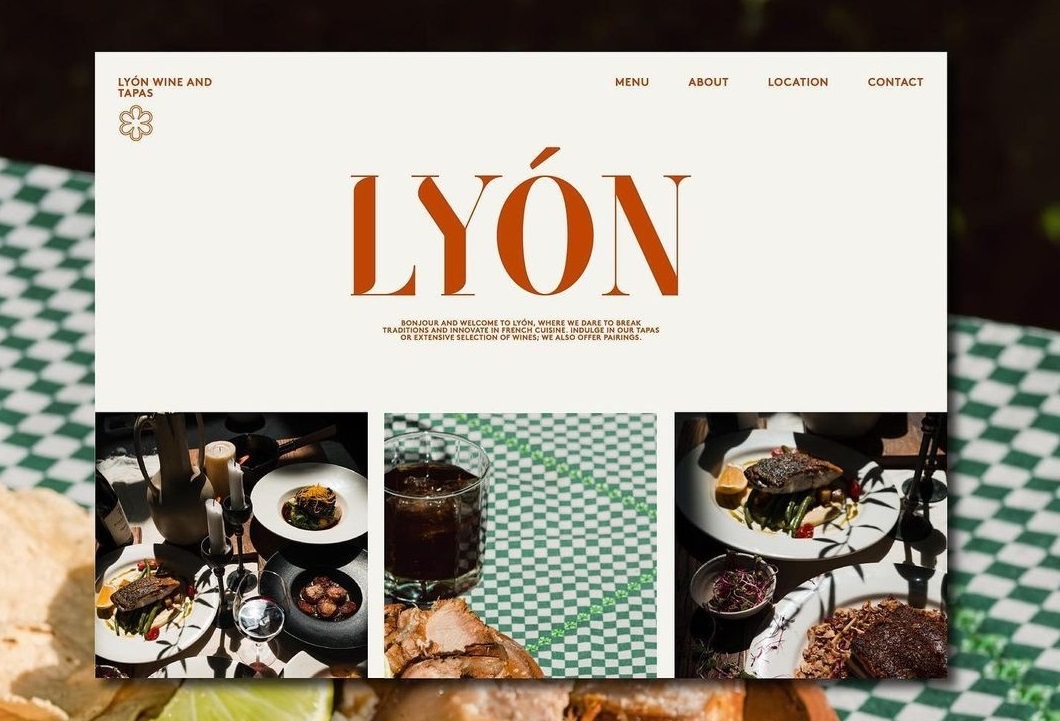 LYÓN WINE AND
TAPAS
MENU
ABOUT
LOCATION
CONTACT
LYÓN
BONJOUR AND WELCOME TO LYÓN, WHERE WE DARE TO BREAK
TRADITIONS AND INNOVATE IN FRENCH CUISINE. INDULGE IN OUR TAPAS
OR EXTENSIVE SELECTION OF WINES; WE ALSO OFFER PAIRINGS.